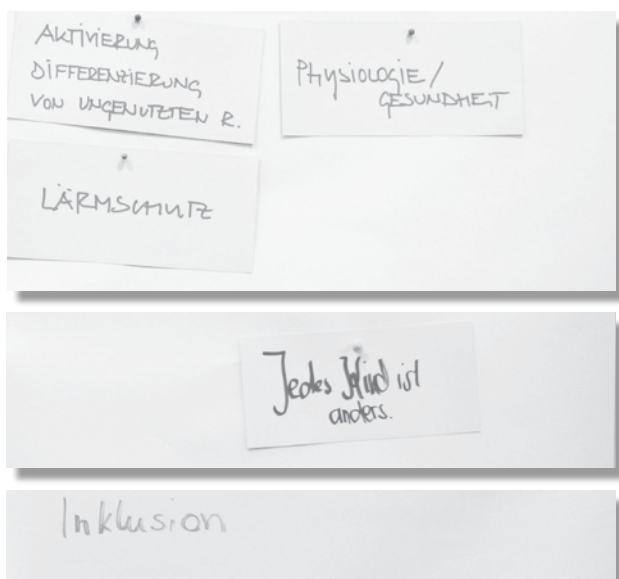 AKTIVIERUNG
DIFFERENZIERUNG
VON UNGENUTZTEN R.
PHYSIOLOGIE /
GESUNDHEIT
LÄRMSCHUTZ
Jedes Kind ist
anders.
Inklusion